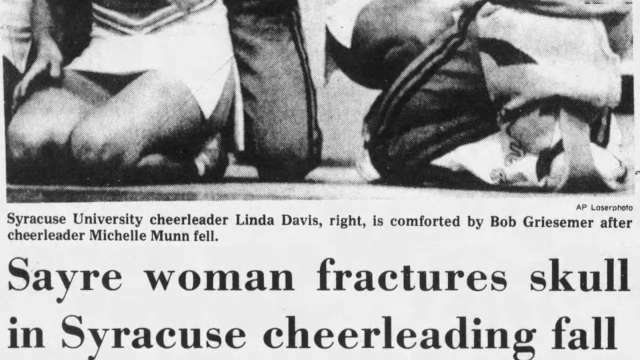 AP Laserphoto
Syracuse University cheerleader Linda Davis, right, is comforted by Bob Griesemer after
cheerleader Michelle Munn fell.
Sayre woman fractures skull
in Syracuse cheerleading fall